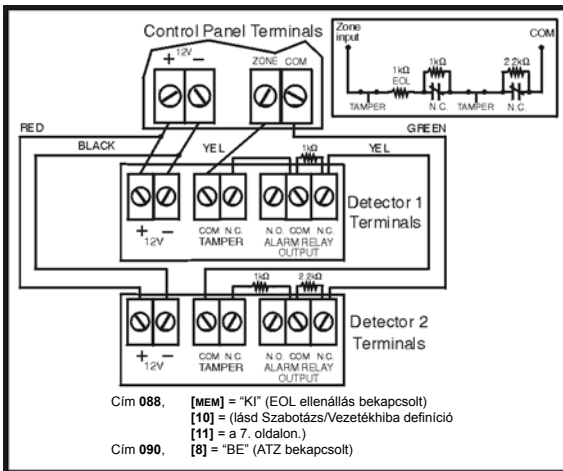 Control Panel Terminals
+ 12V −
ZONE COM
Zone input
COM
1kΩ
EOL
1kΩ
2.2kΩ
TAMPER
N.C.
TAMPER
N.C.
RED
GREEN
BLACK
YEL
1kΩ
YEL
Detector 1
Terminals
+ 12V −
COM N.C.
TAMPER
N.O. COM N.C.
ALARM RELAY
OUTPUT
1kΩ
2.2kΩ
Detector 2
Terminals
+ 12V −
COM N.C.
TAMPER
N.O. COM N.C.
ALARM RELAY
OUTPUT
Cím 088, [MEM] = "KI" (EOL ellenállás bekapcsolt)
[10] = (lásd Szabotázs/Vezetékhiba definíció
[11] = a 7. oldalon.)
Cím 090, [8] = "BE" (ATZ bekapcsolt)